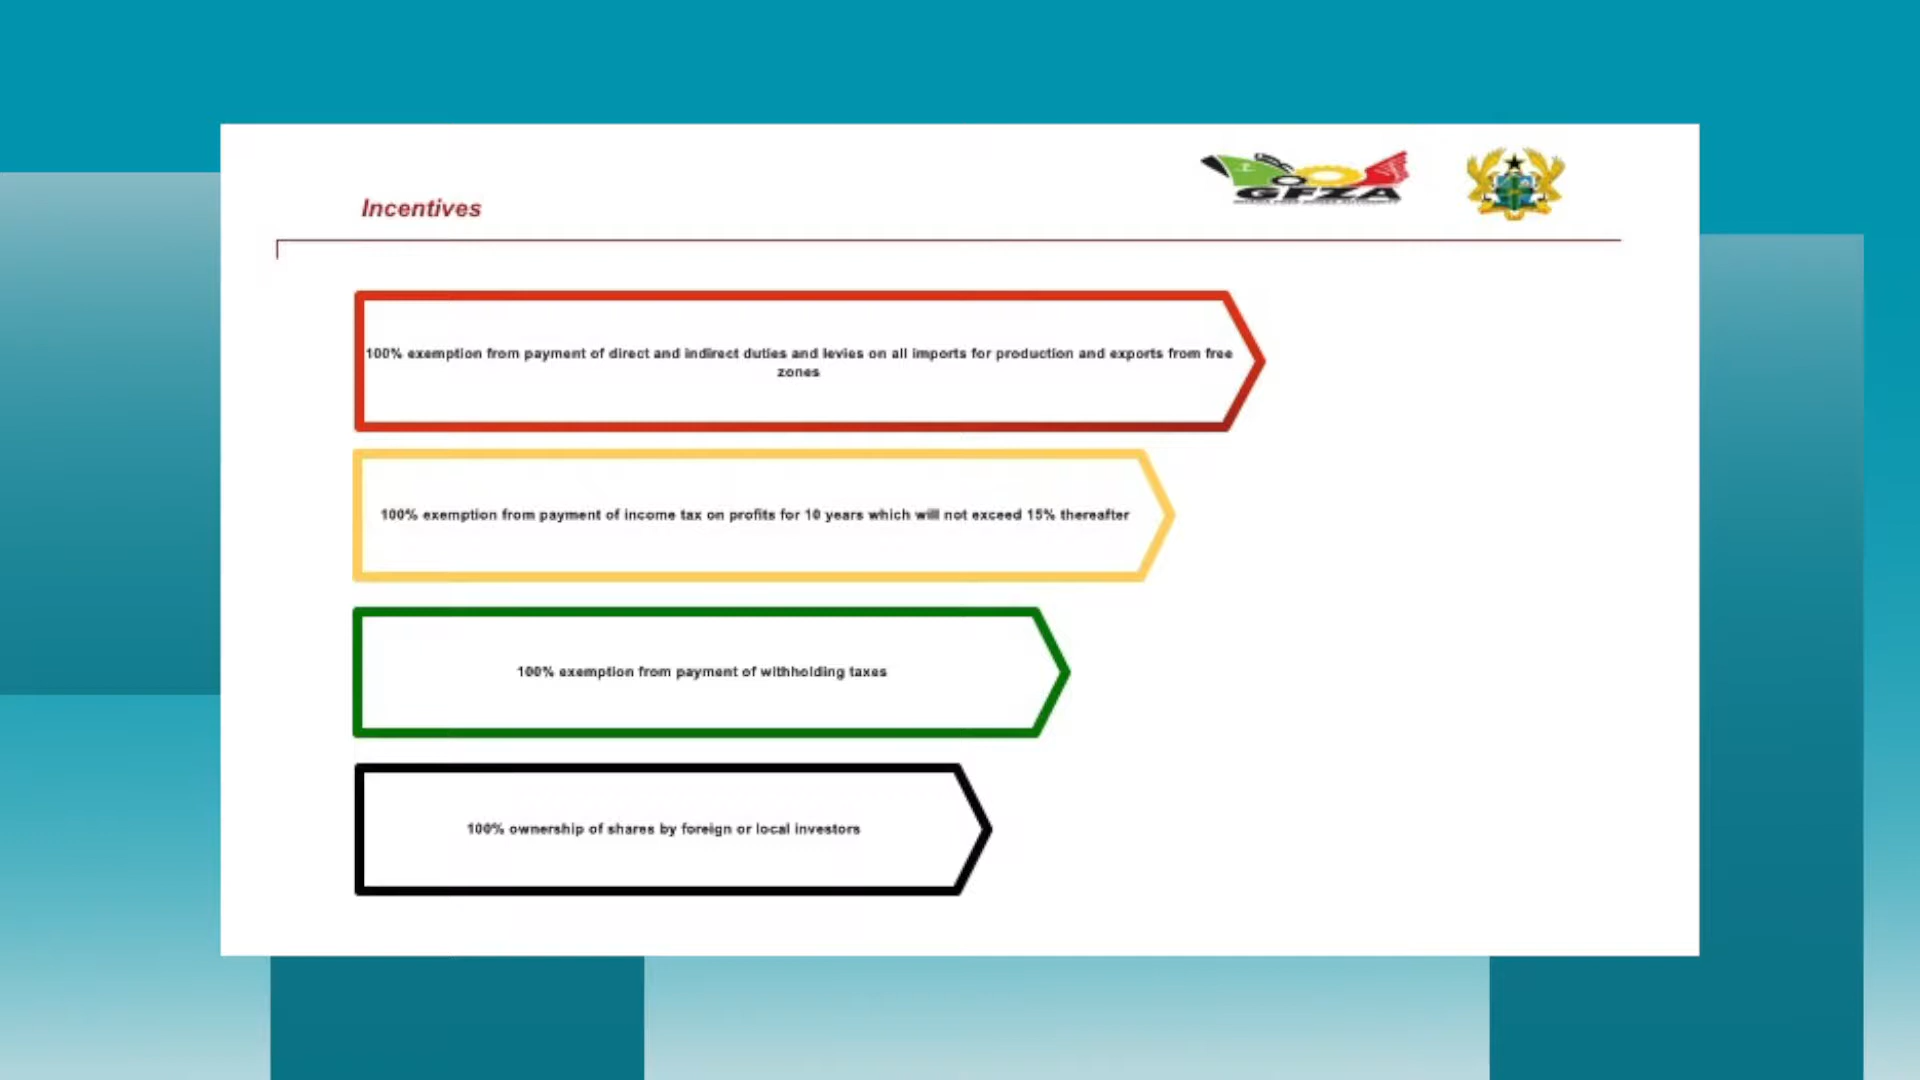 Incentives
GFZA
100% exemption from payment of direct and indirect duties and levies on all imports for production and exports from free
zones
100% exemption from payment of income tax on profits for 10 years which will not exceed 15% thereafter
100% exemption from payment of withholding taxes
100% ownership of shares by foreign or local investors